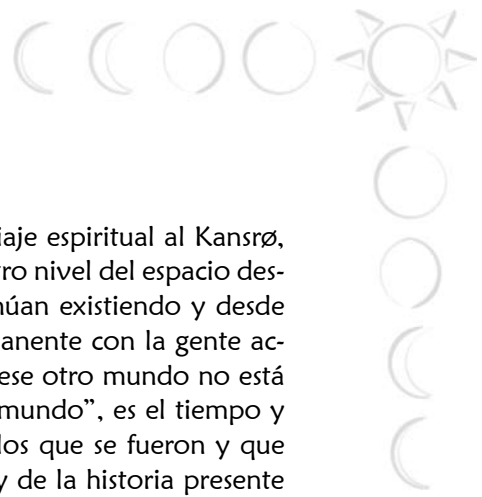 iaje espiritual al Kansrø,
ro nivel del espacio des-
núan existiendo y desde
anente con la gente ac-
ese otro mundo no está
mundo”, es el tiempo y
los que se fueron y que
y de la historia presente